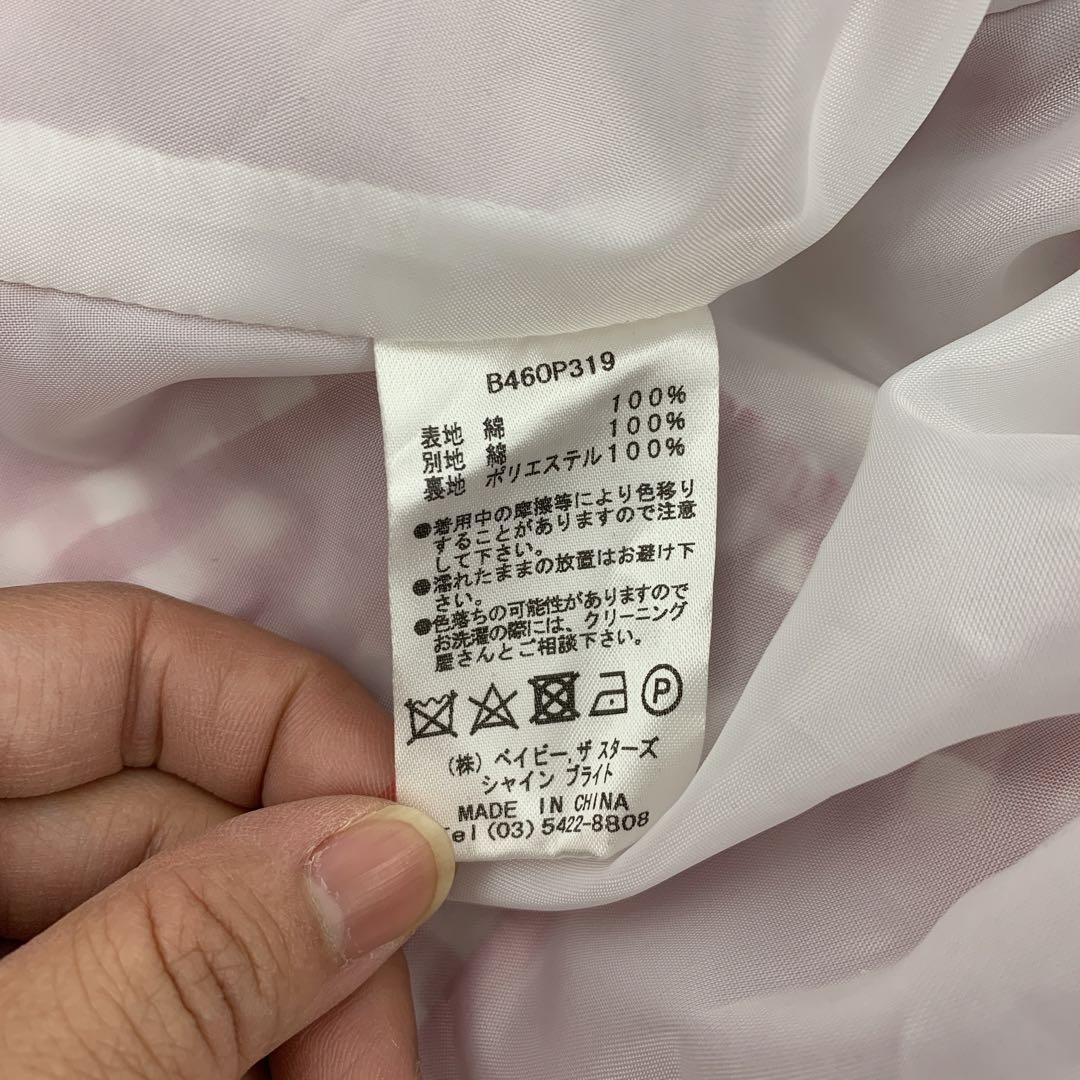 B460P319
表地 綿 100%
別地 綿 100%
裏地 ポリエステル100%
●着用中の摩擦等により色移り
することがありますので注意
して下さい。
●濡れたままの放置はお避け下
さい。
●色落ちの可能性がありますので
お洗濯の際には、クリーニング
屋さんとご相談下さい。
P
(株) ベイビー,ザ スターズ
シャイン ブライト
MADE IN CHINA
Tel (03) 5422-8808